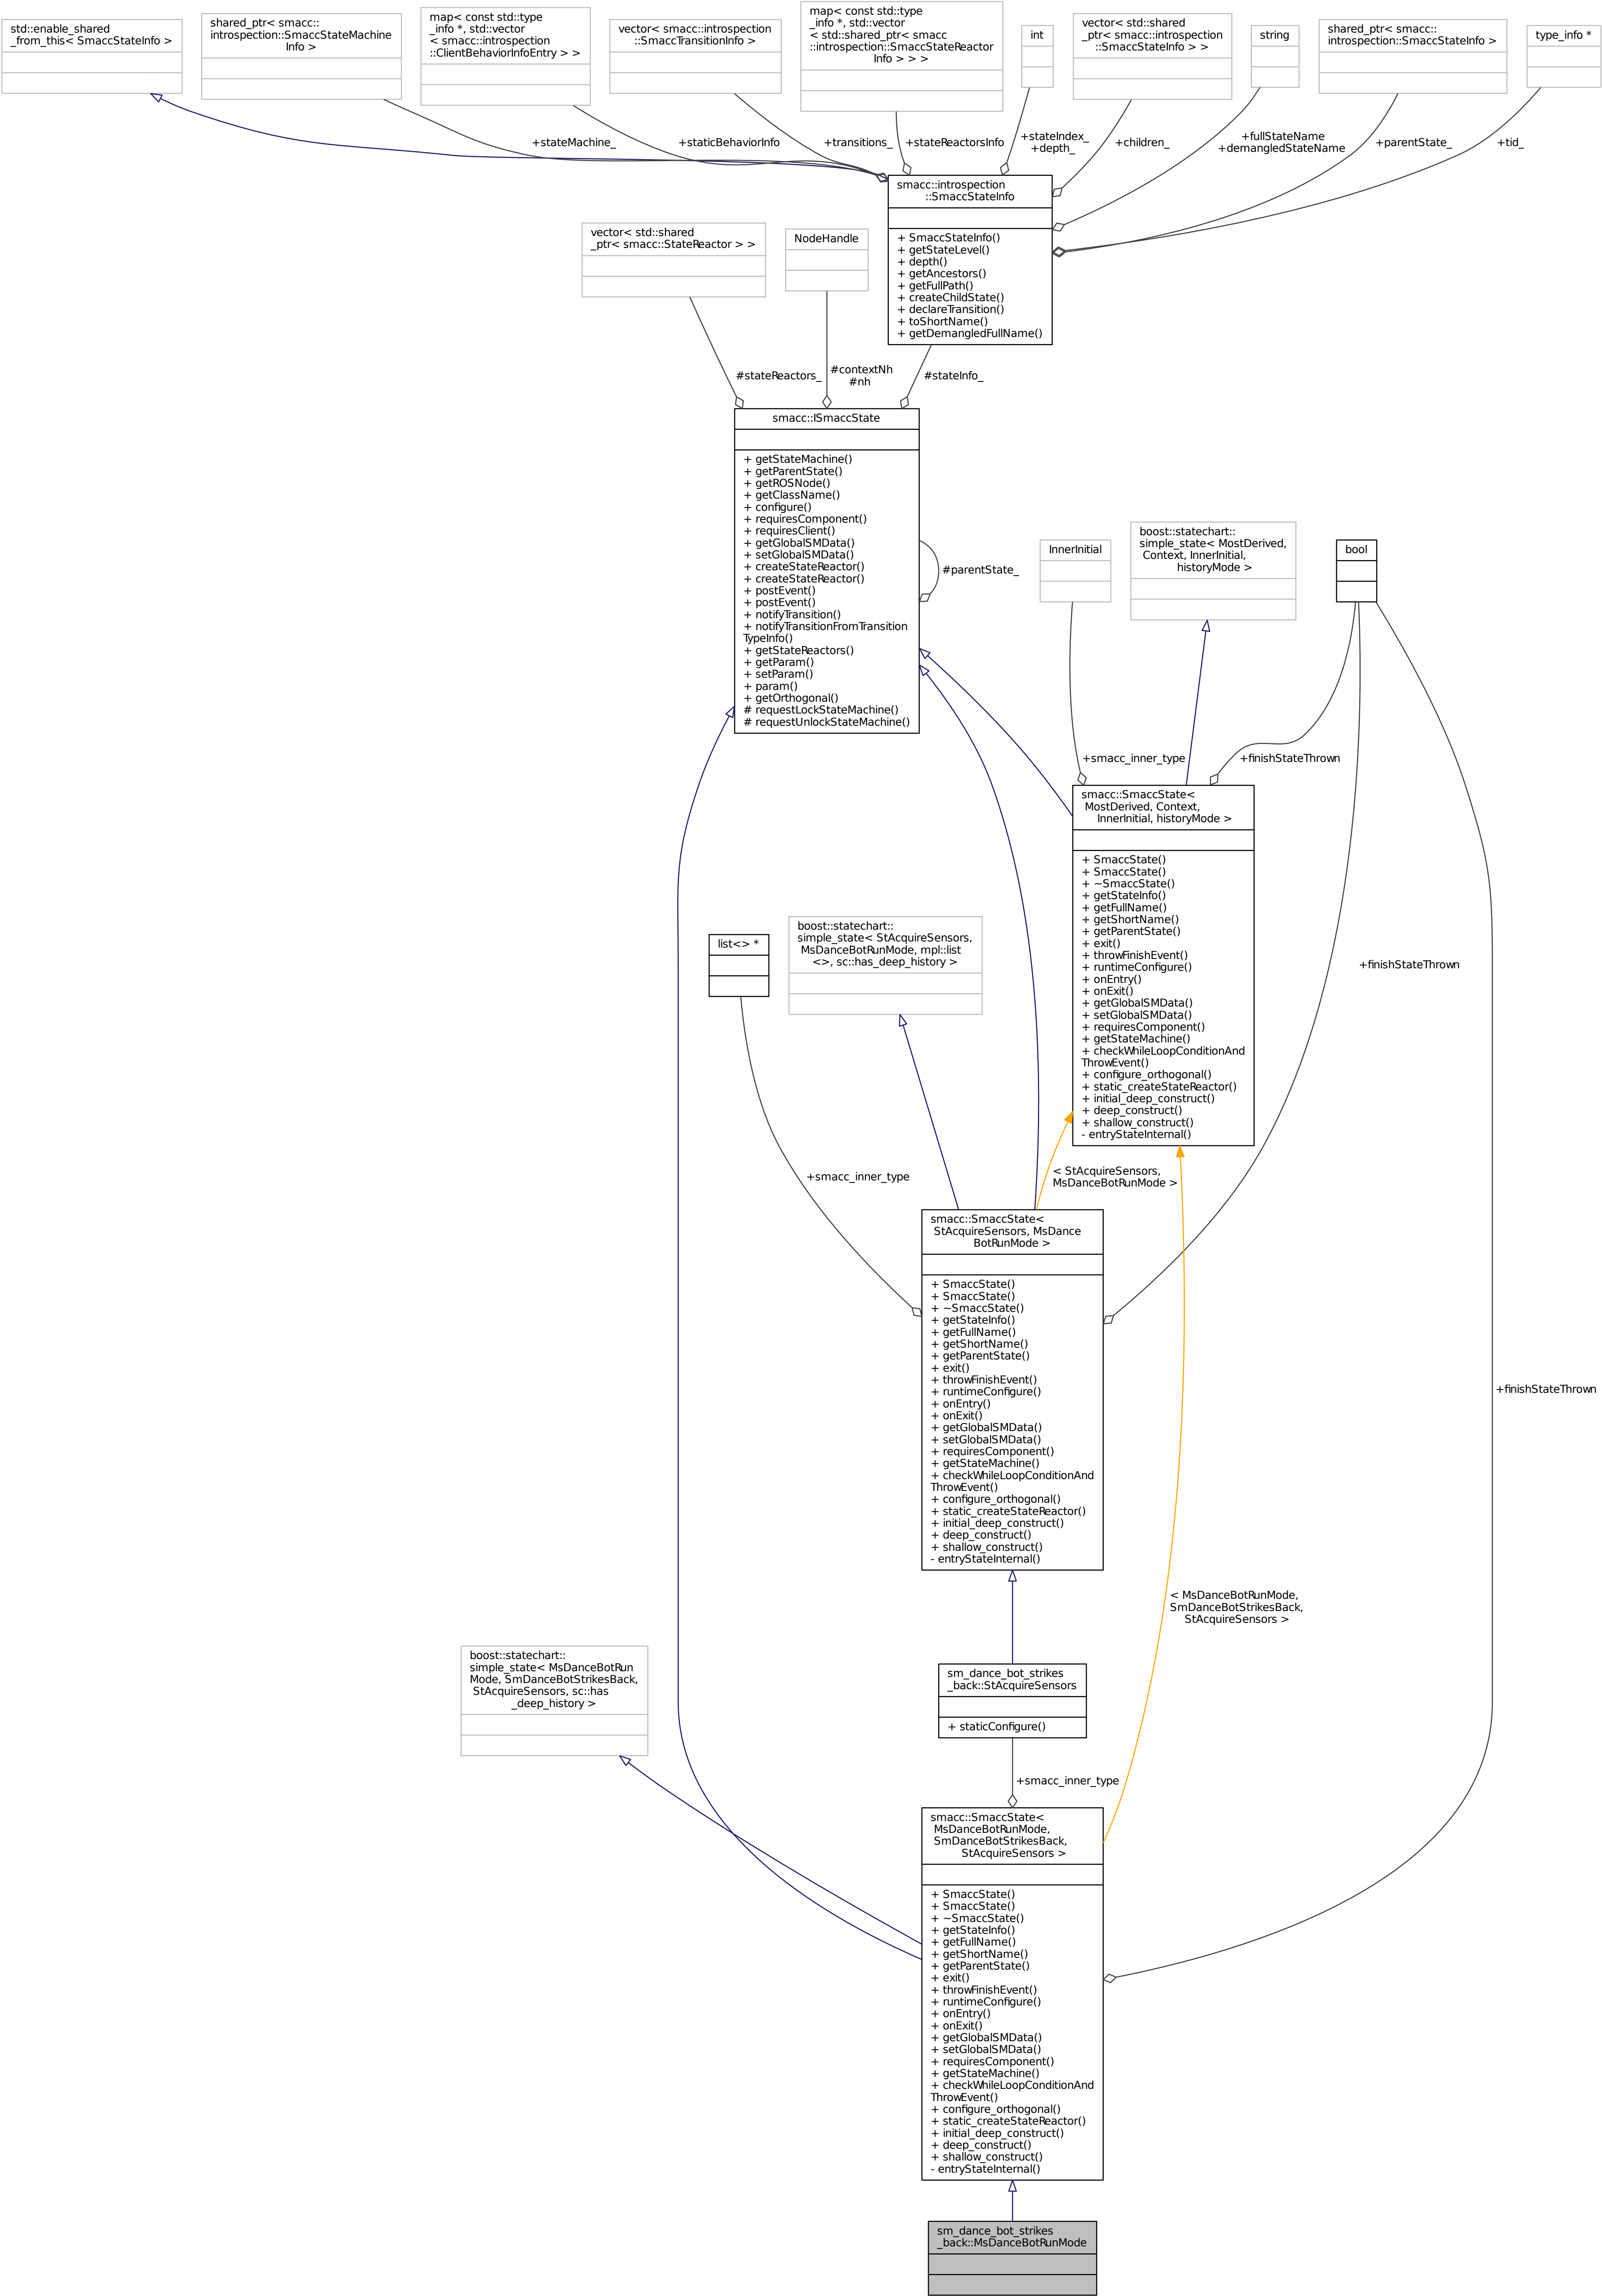 std::enable_shared
_from_this< SmaccStateInfo >
shared_ptr< smacc::
introspection::SmaccStateMachine
Info >
map< const std::type
_info *, std::vector
< smacc::introspection
::ClientBehaviorInfoEntry > >
vector< smacc::introspection
::SmaccTransitionInfo >
map< const std::type
_info *, std::vector
< std::shared_ptr< smacc
::introspection::SmaccStateReactor
Info > > >
int
vector< std::shared
_ptr< smacc::introspection
::SmaccStateInfo > >
string
shared_ptr< smacc::
introspection::SmaccStateInfo >
type_info *
+stateMachine_
+staticBehaviorInfo
+transitions_
+stateReactorsInfo
+stateIndex_
+depth_
+children_
+fullStateName
+demangledStateName
+parentState_
+tid_
smacc::introspection
::SmaccStateInfo
+ SmaccStateInfo()
+ getStateLevel()
+ depth()
+ getAncestors()
+ getFullPath()
+ createChildState()
+ declareTransition()
+ toShortName()
+ getDemangledFullName()
vector< std::shared
_ptr< smacc::StateReactor > >
NodeHandle
#stateReactors_
#contextNh
#nh
#stateInfo_
smacc::ISmaccState
+ getStateMachine()
+ getParentState()
+ getROSNode()
+ getClassName()
+ configure()
+ requiresComponent()
+ requiresClient()
+ getGlobalSMData()
+ setGlobalSMData()
+ createStateReactor()
+ createStateReactor()
+ postEvent()
+ postEvent()
+ notifyTransition()
+ notifyTransitionFromTransition
TypeInfo()
+ getStateReactors()
+ getParam()
+ setParam()
+ param()
+ getOrthogonal()
# requestLockStateMachine()
# requestUnlockStateMachine()
#parentState_
InnerInitial
boost::statechart::
simple_state< MostDerived,
Context, InnerInitial,
historyMode >
bool
+smacc_inner_type
+finishStateThrown
smacc::SmaccState<
MostDerived, Context,
InnerInitial, historyMode >
+ SmaccState()
+ SmaccState()
+ ~SmaccState()
+ getStateInfo()
+ getFullName()
+ getShortName()
+ getParentState()
+ exit()
+ throwFinishEvent()
+ runtimeConfigure()
+ onEntry()
+ onExit()
+ getGlobalSMData()
+ setGlobalSMData()
+ requiresComponent()
+ getStateMachine()
+ checkWhileLoopConditionAnd
ThrowEvent()
+ configure_orthogonal()
+ static_createStateReactor()
+ initial_deep_construct()
+ deep_construct()
+ shallow_construct()
- entryStateInternal()
list<> *
boost::statechart::
simple_state< StAcquireSensors,
MsDanceBotRunMode, mpl::list
<>, sc::has_deep_history >
+finishStateThrown
+smacc_inner_type
< StAcquireSensors,
MsDanceBotRunMode >
smacc::SmaccState<
StAcquireSensors, MsDance
BotRunMode >
+ SmaccState()
+ SmaccState()
+ ~SmaccState()
+ getStateInfo()
+ getFullName()
+ getShortName()
+ getParentState()
+ exit()
+ throwFinishEvent()
+ runtimeConfigure()
+ onEntry()
+ onExit()
+ getGlobalSMData()
+ setGlobalSMData()
+ requiresComponent()
+ getStateMachine()
+ checkWhileLoopConditionAnd
ThrowEvent()
+ configure_orthogonal()
+ static_createStateReactor()
+ initial_deep_construct()
+ deep_construct()
+ shallow_construct()
- entryStateInternal()
+finishStateThrown
< MsDanceBotRunMode,
SmDanceBotStrikesBack,
StAcquireSensors >
boost::statechart::
simple_state< MsDanceBotRun
Mode, SmDanceBotStrikesBack,
StAcquireSensors, sc::has
_deep_history >
sm_dance_bot_strikes
_back::StAcquireSensors
+ staticConfigure()
+smacc_inner_type
smacc::SmaccState<
MsDanceBotRunMode,
SmDanceBotStrikesBack,
StAcquireSensors >
+ SmaccState()
+ SmaccState()
+ ~SmaccState()
+ getStateInfo()
+ getFullName()
+ getShortName()
+ getParentState()
+ exit()
+ throwFinishEvent()
+ runtimeConfigure()
+ onEntry()
+ onExit()
+ getGlobalSMData()
+ setGlobalSMData()
+ requiresComponent()
+ getStateMachine()
+ checkWhileLoopConditionAnd
ThrowEvent()
+ configure_orthogonal()
+ static_createStateReactor()
+ initial_deep_construct()
+ deep_construct()
+ shallow_construct()
- entryStateInternal()
sm_dance_bot_strikes
_back::MsDanceBotRunMode